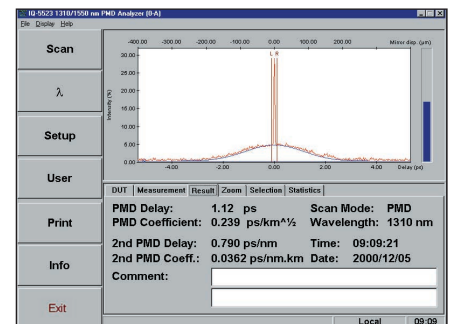 IQ-5523 1310/1550 nm PMD Analyzer (0-A)
File Display Help
Scan
λ
Setup
User
Print
Info
Exit
-400.00 -300.00 -200.00 -100.00 0.00 100.00 200.00 Mirror disp. (µm)
L R
Intensity (%)
30.00
25.00
20.00
15.00
10.00
5.00
0.00
-4.00 -2.00 0.00 2.00 4.00 Delay (ps)
DUT Measurement Result Zoom Selection Statistics
PMD Delay: 1.12 ps Scan Mode: PMD
PMD Coefficient: 0.239 ps/km^½ Wavelength: 1310 nm
2nd PMD Delay: 0.790 ps/nm Time: 09:09:21
2nd PMD Coeff.: 0.0362 ps/nm.km Date: 2000/12/05
Comment:
Local 09:09